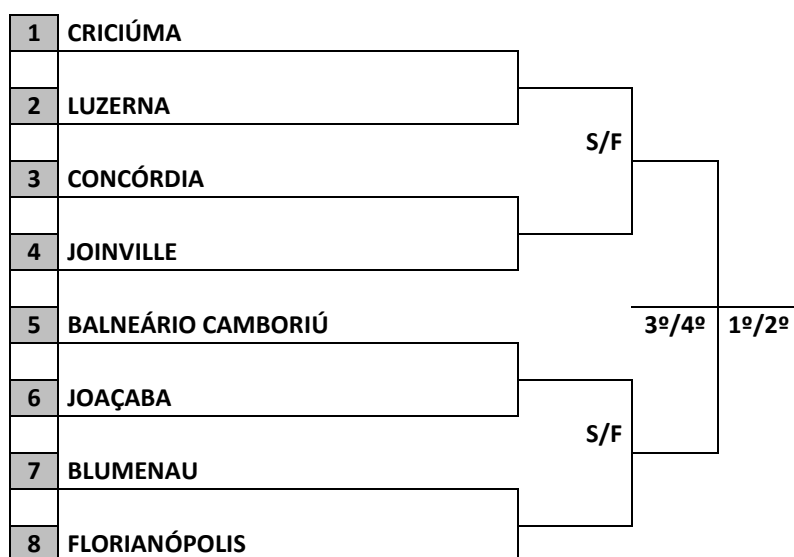 1 CRICIÚMA
2 LUZERNA
S/F
3 CONCÓRDIA
4 JOINVILLE
5 BALNEÁRIO CAMBORIÚ 3º/4º 1º/2º
6 JOAÇABA
S/F
7 BLUMENAU
8 FLORIANÓPOLIS